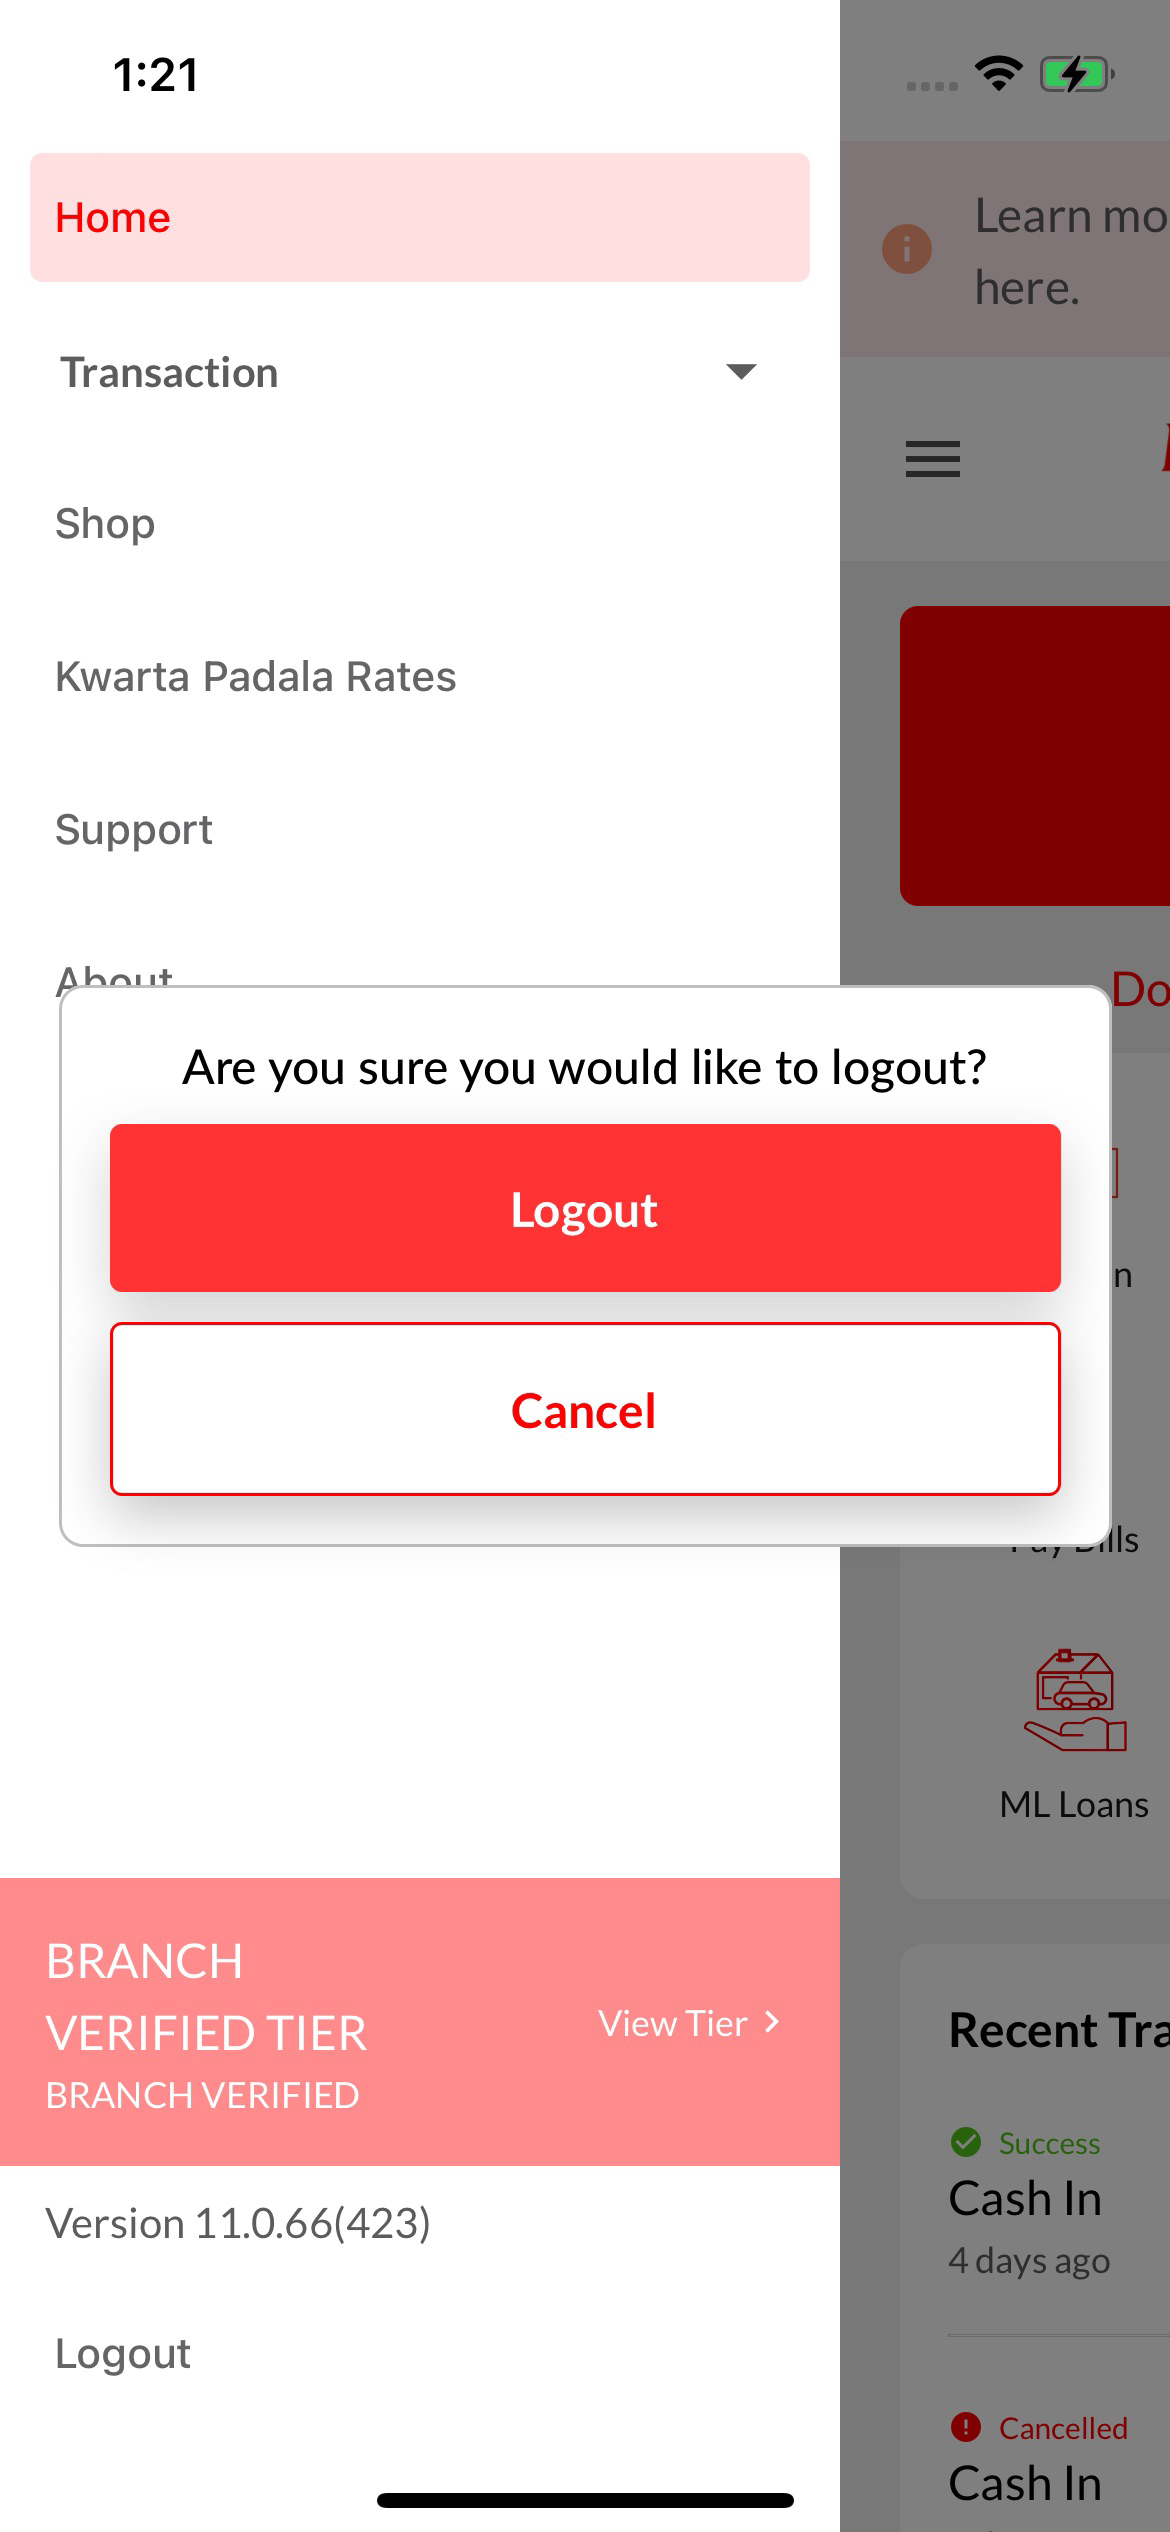 1:21
Learn mo
here.
Home
Transaction
Shop
Kwarta Padala Rates
Support
About
Do
Are you sure you would like to logout?
Logout
Cancel
n
Pay Bills
ML Loans
BRANCH
VERIFIED TIER
BRANCH VERIFIED
View Tier
Version 11.0.66(423)
Logout
Recent Tra
Success
Cash In
4 days ago
Cancelled
Cash In